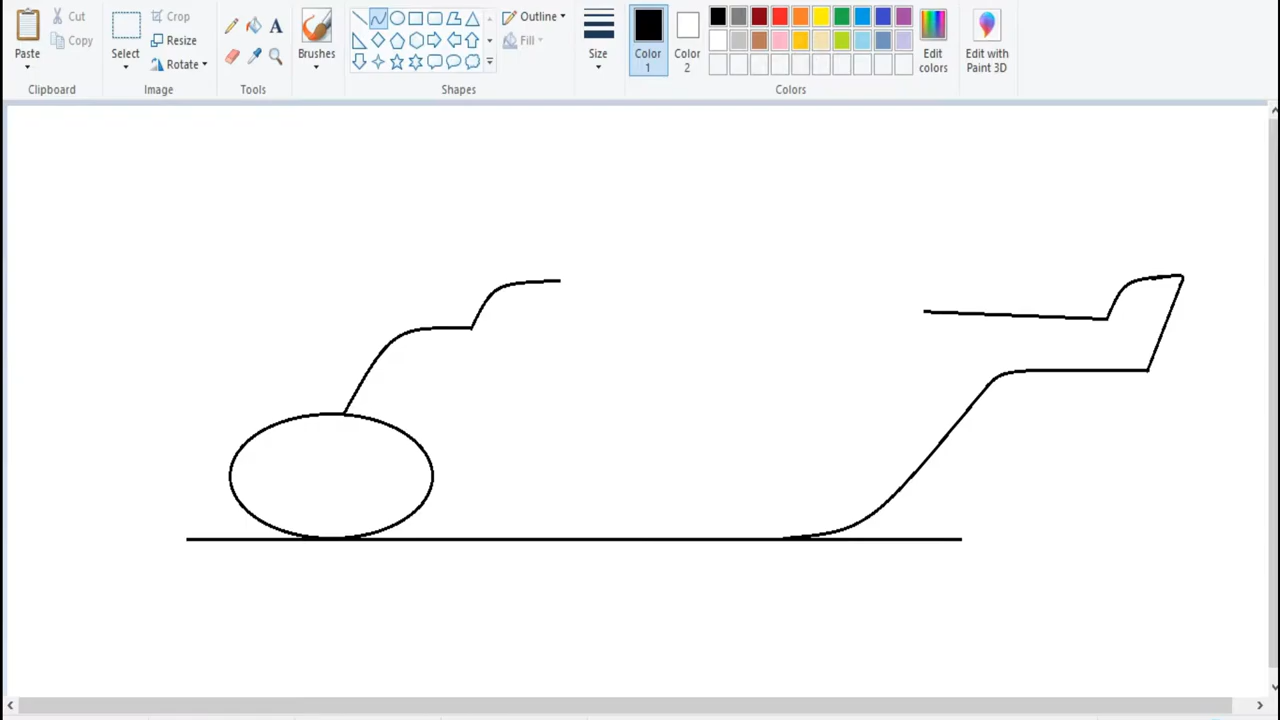 Cut
Copy
Paste
Clipboard
Select
Crop
Resize
Rotate
Image
Tools
Brushes
Shapes
Outline
Fill
Size
Color
1
Color
2
Edit
colors
Colors
Edit with
Paint 3D